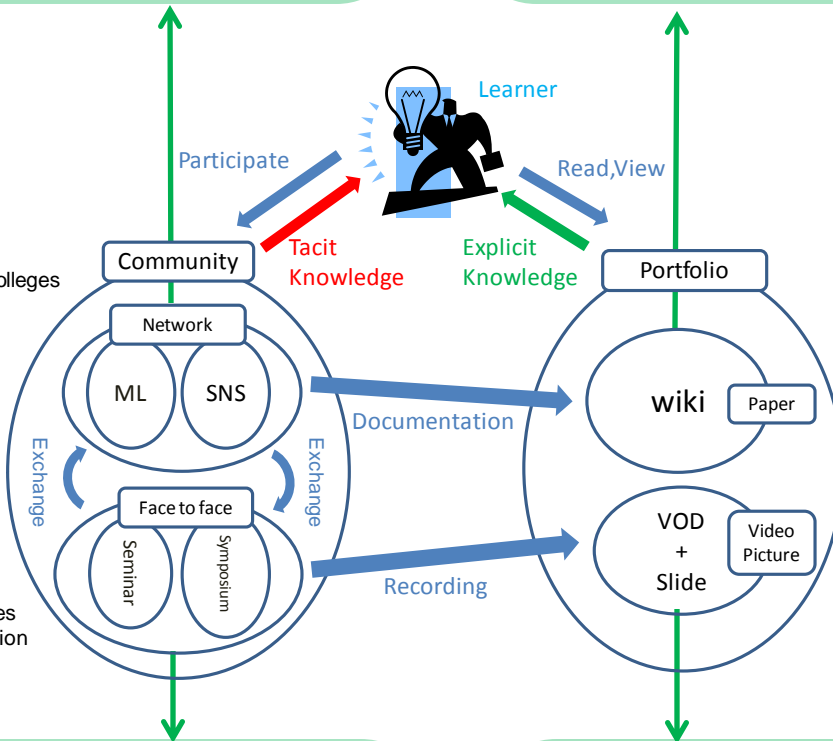 Learner
Participate
Read,View
Tacit
Knowledge
Explicit
Knowledge
Community
Portfolio
olleges
Network
ML
SNS
wiki
Paper
Documentation
Exchange
Exchange
Face to face
Seminar
Symposium
VOD
+
Slide
Video
Picture
Recording
es
ion